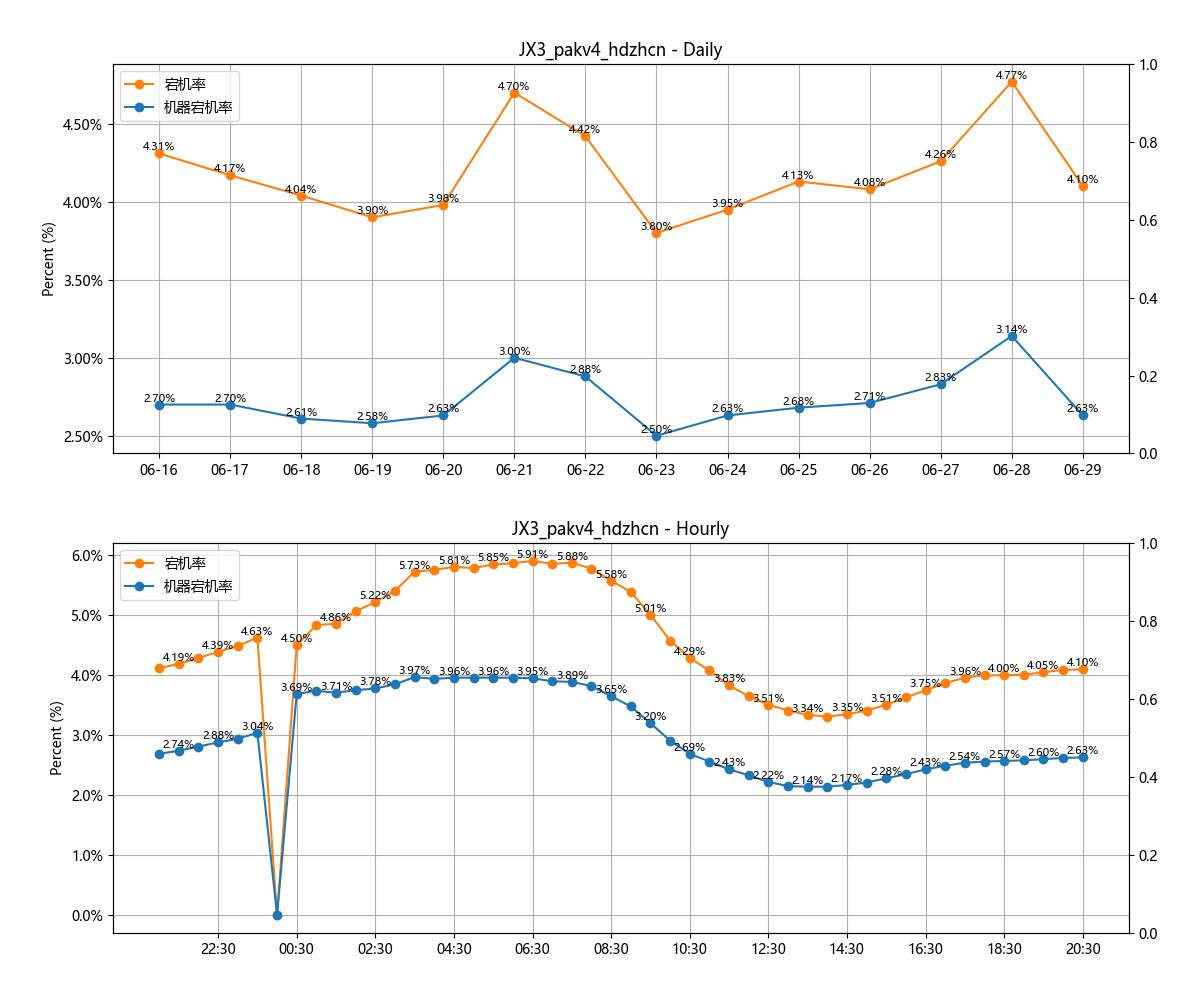 JX3_pakv4_hdzhcn - Daily
宕机率
机器宕机率
Percent (%)
4.50%
4.00%
3.50%
3.00%
2.50%
1.0
0.8
0.6
0.4
0.2
0.0
4.31% 4.17% 4.04% 3.90% 3.98% 4.70% 4.42% 3.80% 3.95% 4.13% 4.08% 4.26% 4.77% 4.10%
2.70% 2.70% 2.61% 2.58% 2.63% 3.00% 2.88% 2.50% 2.63% 2.68% 2.71% 2.83% 3.14% 2.63%
06-16 06-17 06-18 06-19 06-20 06-21 06-22 06-23 06-24 06-25 06-26 06-27 06-28 06-29
JX3_pakv4_hdzhcn - Hourly
宕机率
机器宕机率
Percent (%)
6.0%
5.0%
4.0%
3.0%
2.0%
1.0%
0.0%
1.0
0.8
0.6
0.4
0.2
0.0
4.19% 4.39% 4.63% 4.50% 4.86% 5.22% 5.73% 5.81% 5.85% 5.91% 5.88% 5.58% 5.01% 4.29% 3.83% 3.51% 3.34% 3.35% 3.51% 3.75% 3.96% 4.00% 4.05% 4.10%
2.74% 2.88% 3.04% 3.69% 3.71% 3.78% 3.97% 3.96% 3.96% 3.95% 3.89% 3.65% 3.20% 2.69% 2.43% 2.22% 2.14% 2.17% 2.28% 2.43% 2.54% 2.57% 2.60% 2.63%
22:30 00:30 02:30 04:30 06:30 08:30 10:30 12:30 14:30 16:30 18:30 20:30